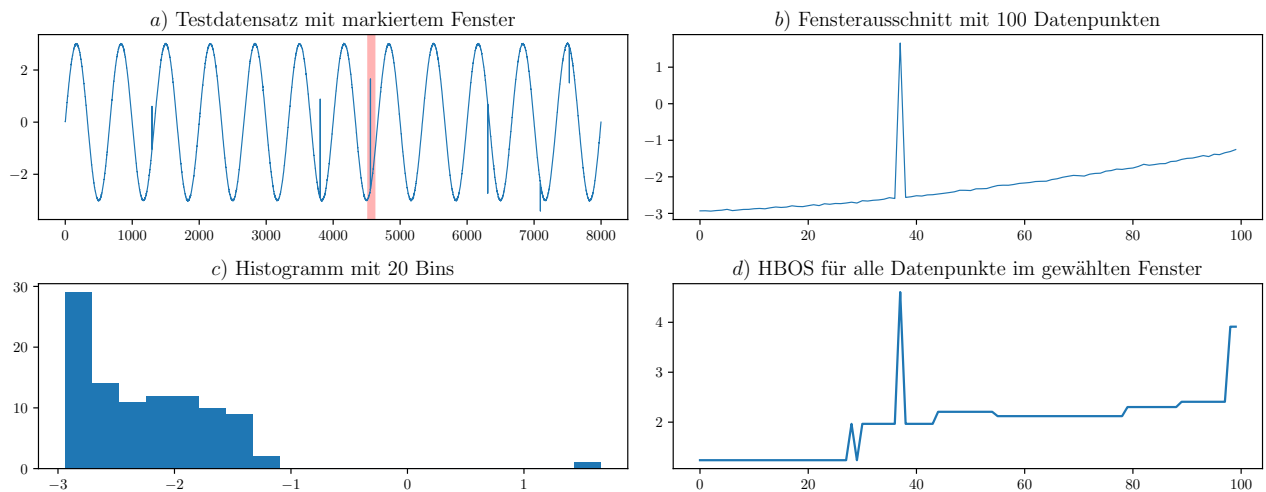 a) Testdatensatz mit markiertem Fenster
2
0
−2
0 1000 2000 3000 4000 5000 6000 7000 8000
b) Fensterausschnitt mit 100 Datenpunkten
1
0
−1
−2
−3
0 20 40 60 80 100
c) Histogramm mit 20 Bins
30
20
10
0
−3 −2 −1 0 1
d) HBOS für alle Datenpunkte im gewählten Fenster
4
3
2
0 20 40 60 80 100